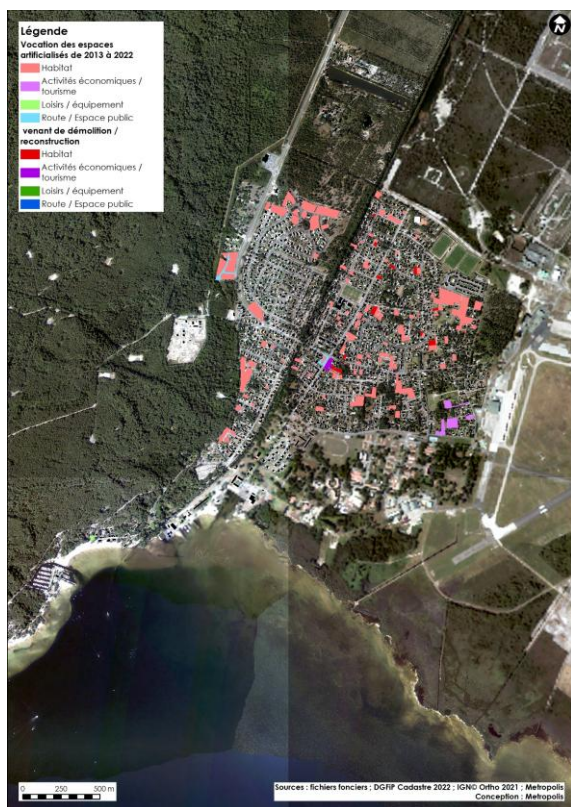 Légende
Vocation des espaces
artificialisés de 2013 à 2022
Habitat
Activités économiques /
tourisme
Loisirs / équipement
Route / Espace public
venant de démolition /
reconstruction
Habitat
Activités économiques /
tourisme
Loisirs / équipement
Route / Espace public
N
0 250 500 m
Sources : fichiers fonciers ; DGFiP Cadastre 2022 ; IGN© Ortho 2021 ; Metropolis
Conception : Metropolis